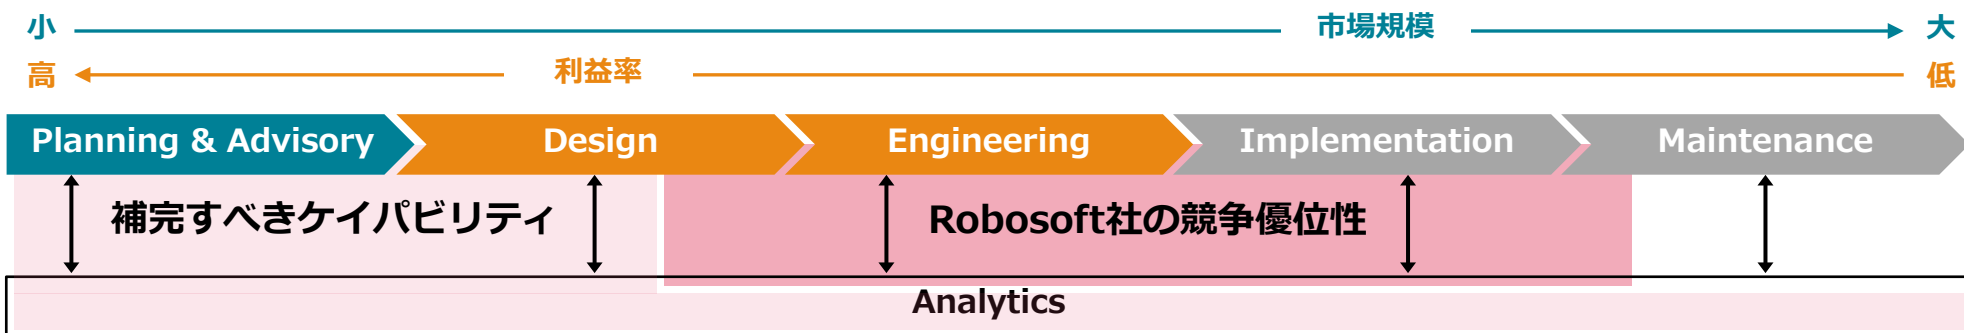 小 市場規模 大
高 利益率 低
Planning & Advisory Design Engineering Implementation Maintenance
補完すべきケイパビリティ Robosoft社の競争優位性
Analytics